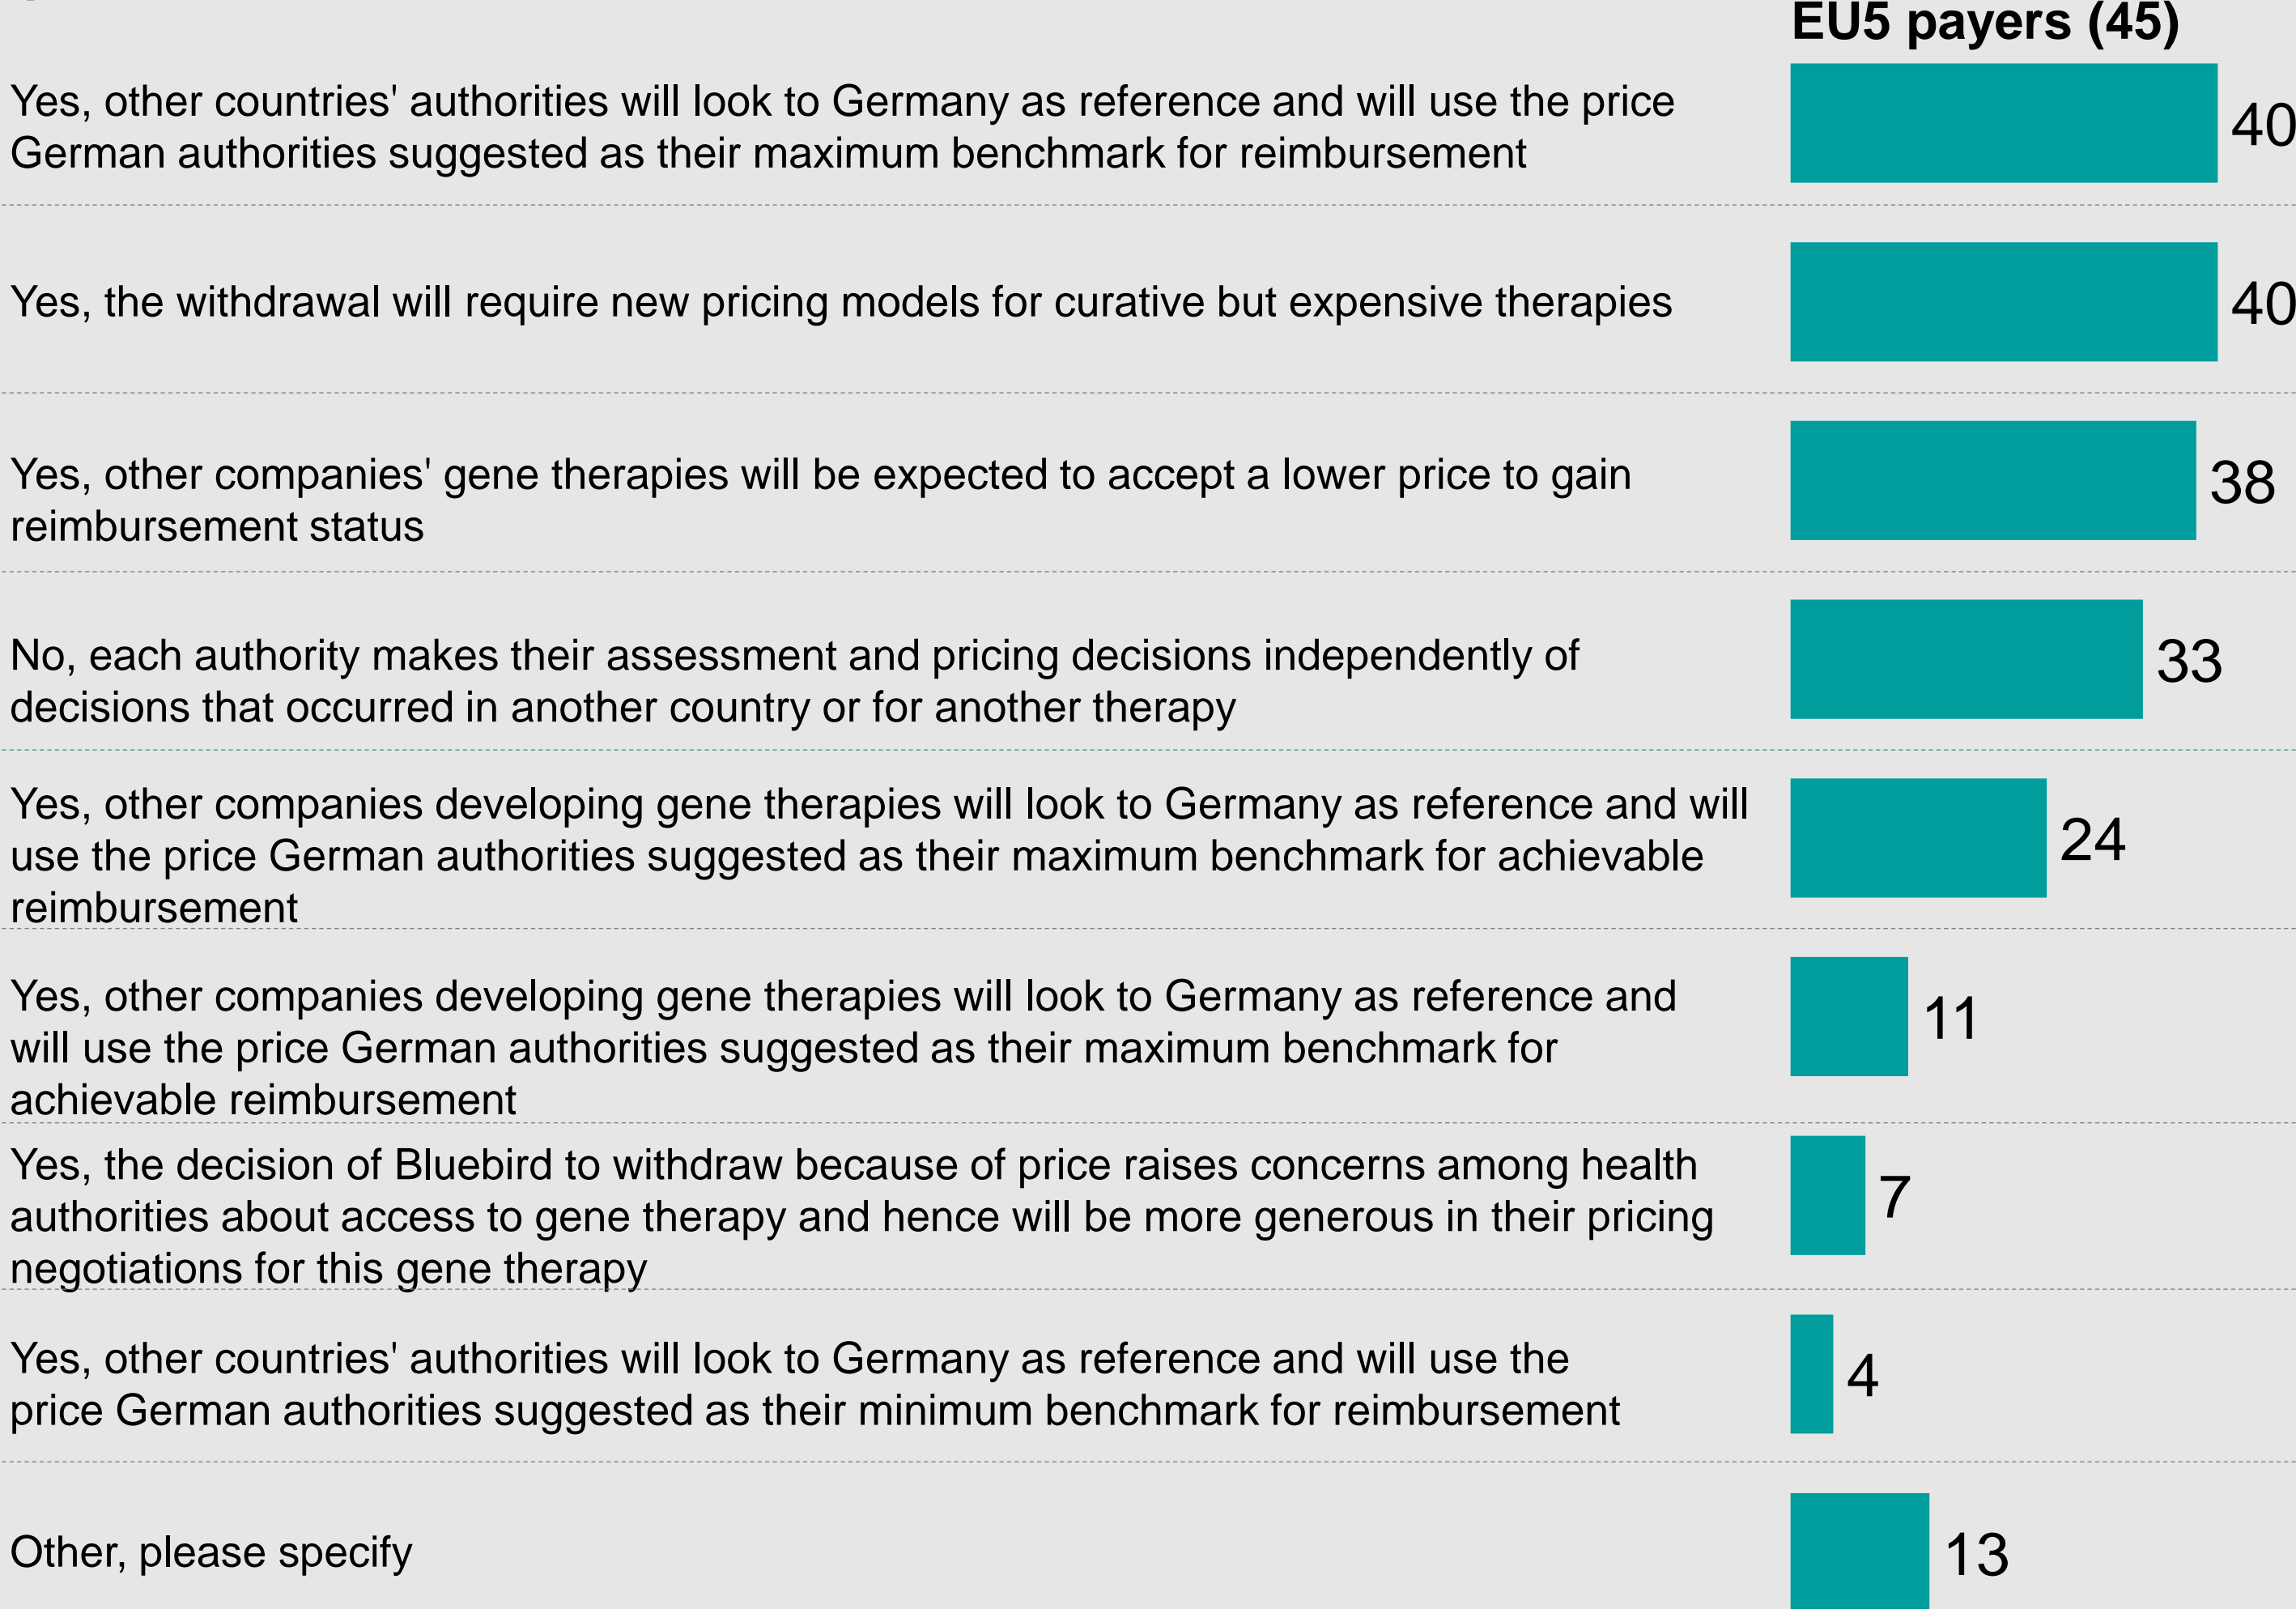 EU5 payers (45)
Yes, other countries' authorities will look to Germany as reference and will use the price
German authorities suggested as their maximum benchmark for reimbursement
40
Yes, the withdrawal will require new pricing models for curative but expensive therapies
40
Yes, other companies' gene therapies will be expected to accept a lower price to gain
reimbursement status
38
No, each authority makes their assessment and pricing decisions independently of
decisions that occurred in another country or for another therapy
33
Yes, other companies developing gene therapies will look to Germany as reference and will
use the price German authorities suggested as their maximum benchmark for achievable
reimbursement
24
Yes, other companies developing gene therapies will look to Germany as reference and
will use the price German authorities suggested as their maximum benchmark for
achievable reimbursement
11
Yes, the decision of Bluebird to withdraw because of price raises concerns among health
authorities about access to gene therapy and hence will be more generous in their pricing
negotiations for this gene therapy
7
Yes, other countries' authorities will look to Germany as reference and will use the
price German authorities suggested as their minimum benchmark for reimbursement
4
Other, please specify
13